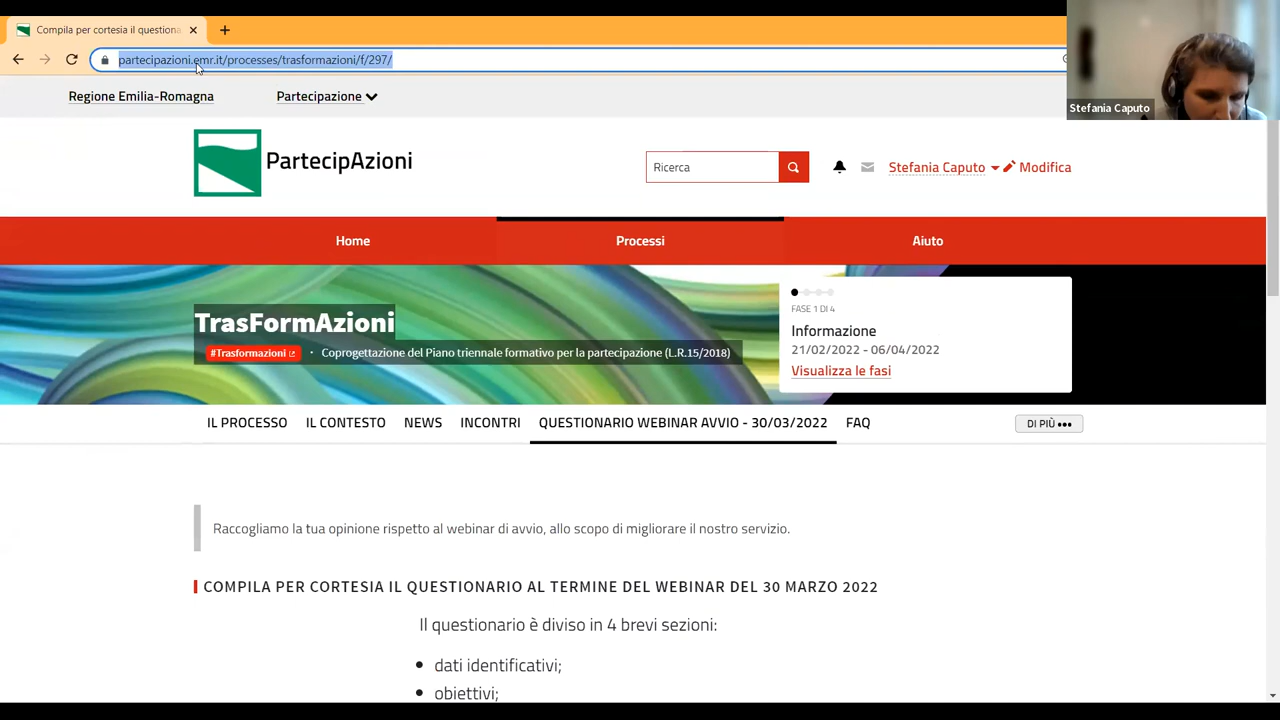 Compila per cortesia il questiona
partecipazioni.emr.it/processes/trasformazioni/f/297/
Stefania Caputo
Regione Emilia-Romagna
Partecipazione
PartecipAzioni
Ricerca
Stefania Caputo
Modifica
Home
Processi
Aiuto
TrasFormAzioni
#Trasformazioni · Coprogettazione del Piano triennale formativo per la partecipazione (L.R.15/2018)
FASE 1 DI 4
Informazione
21/02/2022 - 06/04/2022
Visualizza le fasi
IL PROCESSO IL CONTESTO NEWS INCONTRI QUESTIONARIO WEBINAR AVVIO - 30/03/2022 FAQ DI PIÙ •••
Raccogliamo la tua opinione rispetto al webinar di avvio, allo scopo di migliorare il nostro servizio.
COMPILA PER CORTESIA IL QUESTIONARIO AL TERMINE DEL WEBINAR DEL 30 MARZO 2022
Il questionario è diviso in 4 brevi sezioni:
• dati identificativi;
• obiettivi;